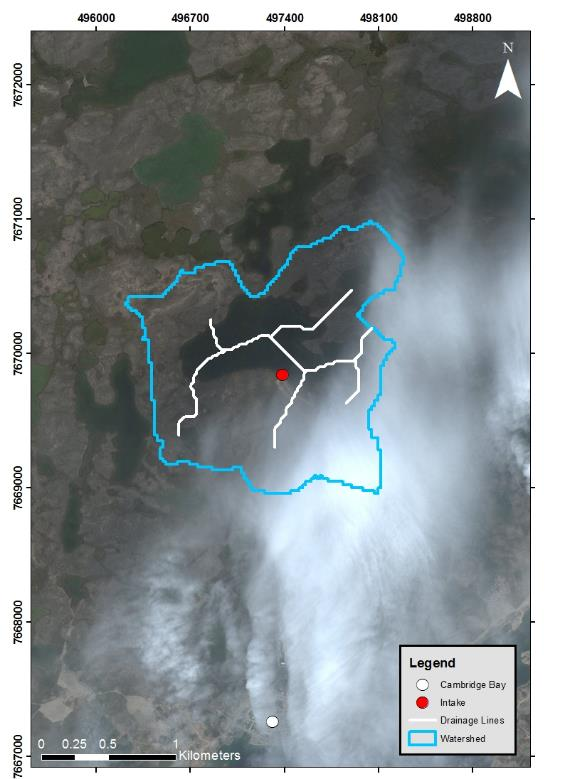 496000 496700 497400 498100 498800
N
7672000
7671000
7670000
7669000
7668000
7667000
Legend
Cambridge Bay
Intake
Drainage Lines
Watershed
0 0.25 0.5 1
Kilometers